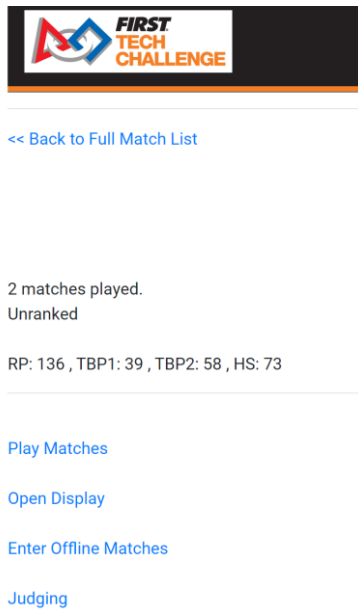 FIRST
TECH
CHALLENGE
<< Back to Full Match List
2 matches played.
Unranked
RP: 136 , TBP1: 39 , TBP2: 58 , HS: 73
Play Matches
Open Display
Enter Offline Matches
Judging